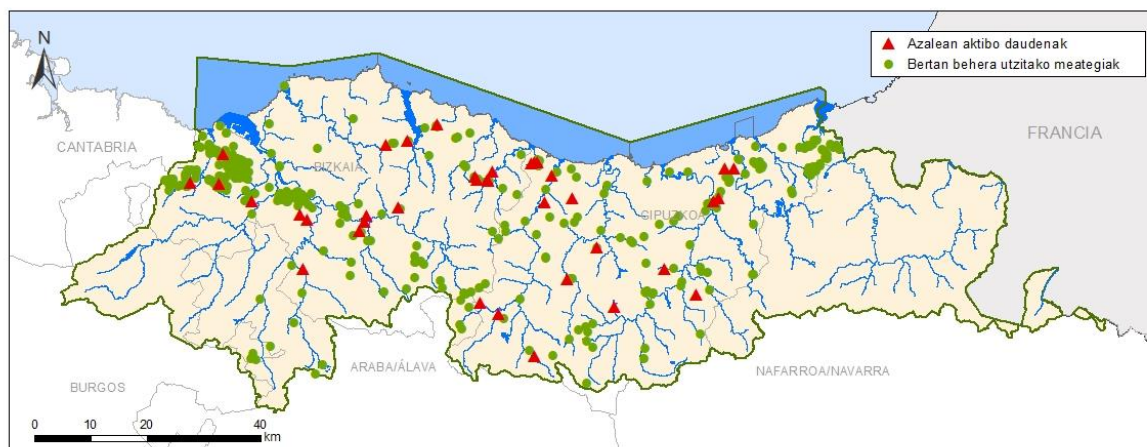 N
Azalean aktibo daudenak
Bertan behera utzitako meategiak
FRANCIA
CANTABRIA
BIZKAIA
GIPUZKOA
ARABA/ÁLAVA
NAFARROA/NAVARRA
BURGOS
0 10 20 40
km